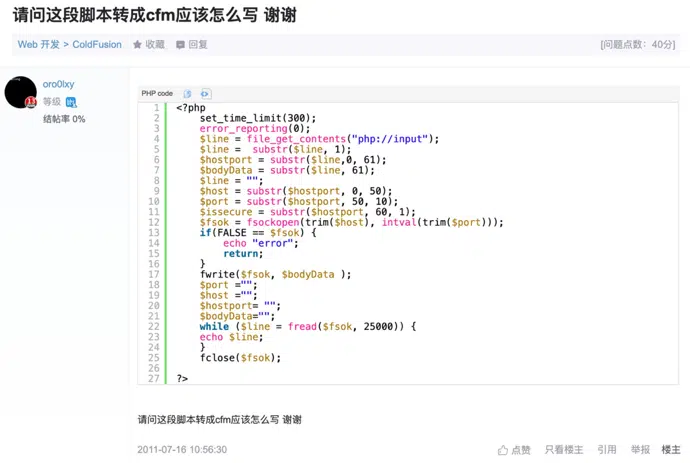 请问这段脚本转成cfm应该怎么写 谢谢
Web 开发 > ColdFusion 收藏 回复 [问题点数：40分]
oro0lxy
等级
结帖率 0%
PHP code
1 <?php
2 set_time_limit(300);
3 error_reporting(0);
4 $line = file_get_contents("php://input");
5 $line =  substr($line, 1);
6 $hostport = substr($line,0, 61);
7 $bodyData = substr($line, 61);
8 $line = "";
9 $host = substr($hostport, 0, 50);
10 $port = substr($hostport, 50, 10);
11 $issecure = substr($hostport, 60, 1);
12 $fsok = fsockopen(trim($host), intval(trim($port)));
13 if(FALSE == $fsok) {
14 echo "error";
15 return;
16 }
17 fwrite($fsok, $bodyData );
18 $port ="";
19 $host ="";
20 $hostport= "";
21 $bodyData="";
22 while ($line = fread($fsok, 25000)) {
23 echo $line;
24 }
25 fclose($fsok);
26
27 ?>
请问这段脚本转成cfm应该怎么写 谢谢
2011-07-16 10:56:30 点赞 只看楼主 引用 举报 楼主